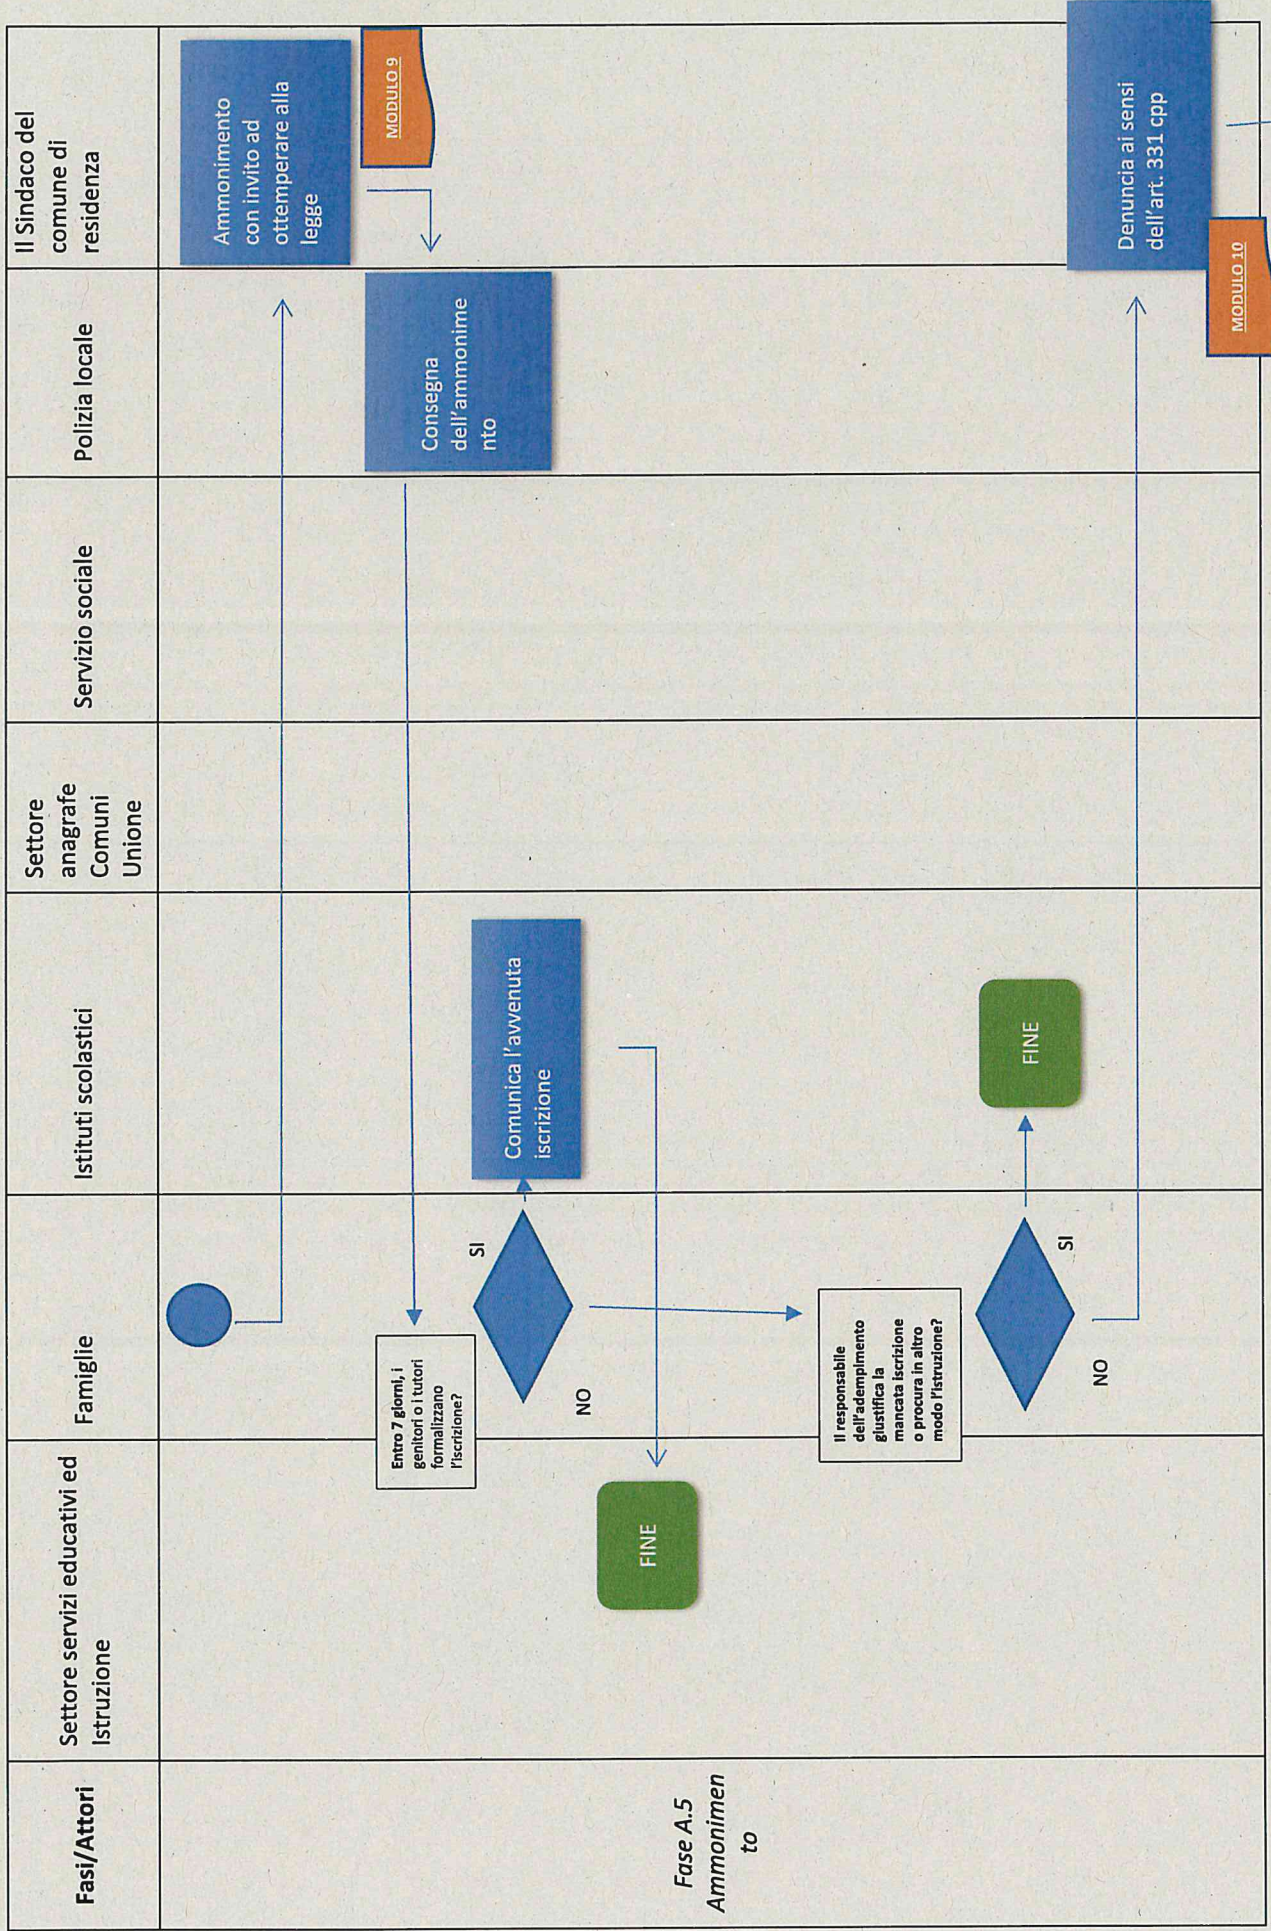 Fasi/Attori
Settore servizi educativi ed
Istruzione
Famiglie
Istituti scolastici
Settore
anagrafe
Comuni
Unione
Servizio sociale
Polizia locale
Il Sindaco del
comune di
residenza
Fase A.5
Ammonimen
to
Ammonimento
con invito ad
ottemperare alla
legge
MODULO 9
Consegna
dell'ammonime
nto
Entro 7 giorni, i
genitori o i tutori
formalizzano
l'iscrizione?
SI
NO
Comunica l'avvenuta
iscrizione
FINE
Il responsabile
dell'adempimento
giustifica la
mancata iscrizione
o procura in altro
modo l'istruzione?
SI
NO
FINE
Denuncia ai sensi
dell'art. 331 cpp
MODULO 10